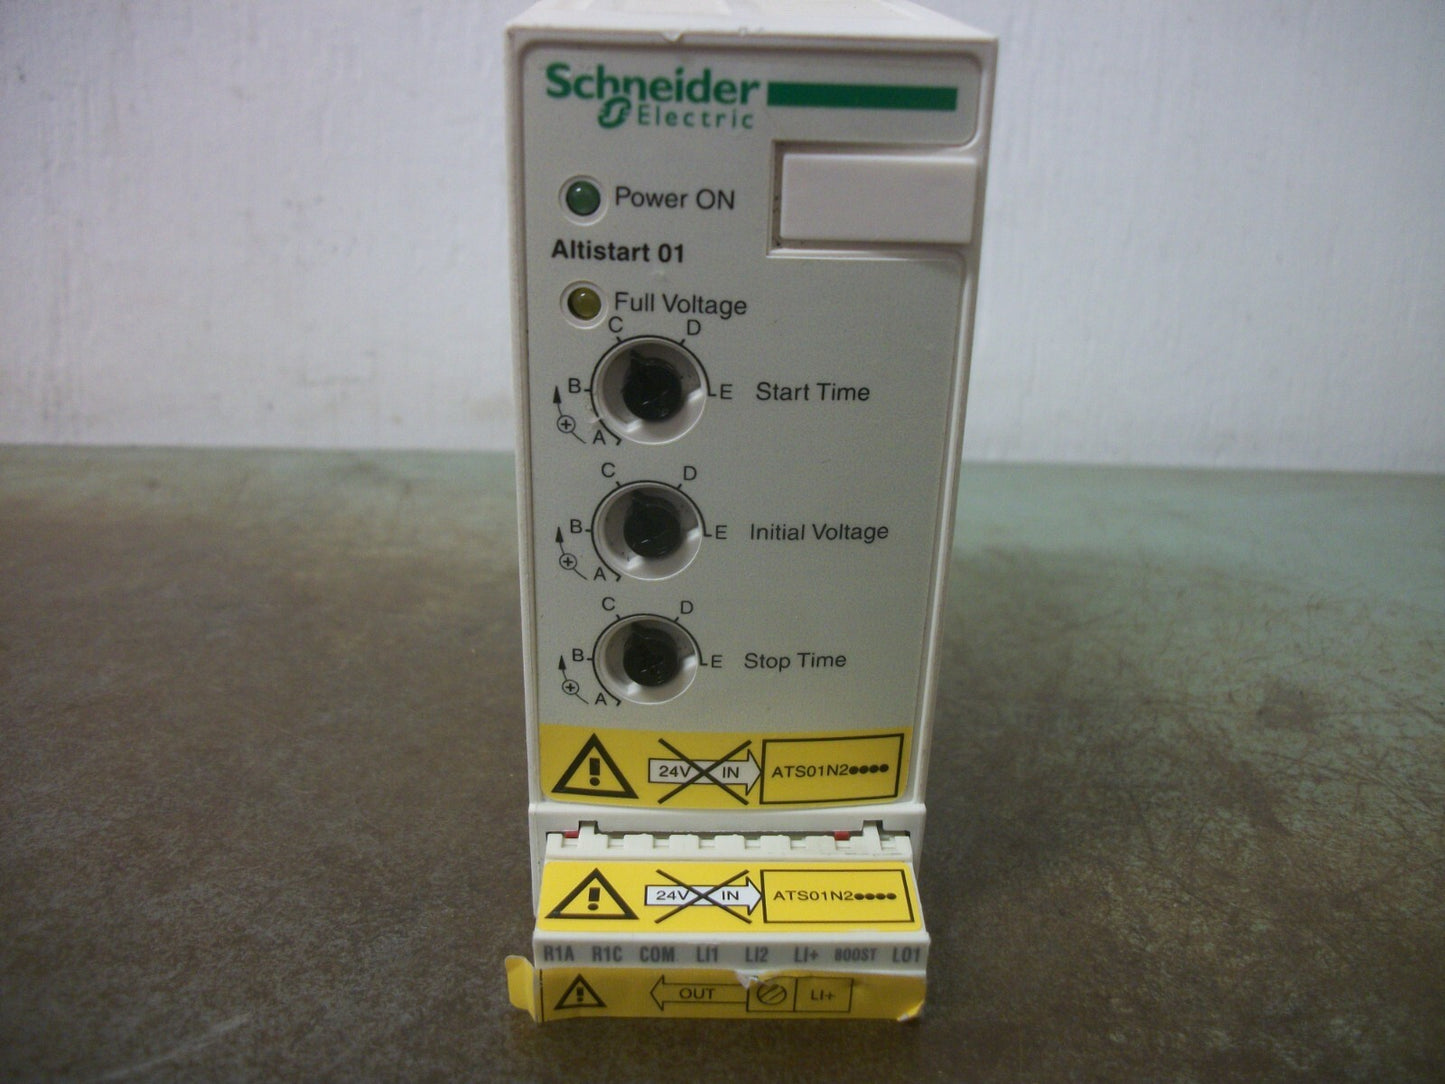 Schneider
Electric
Power ON
Altistart 01
Full Voltage
C D
B E Start Time
A
C D
B E Initial Voltage
A
C D
B E Stop Time
A
24V IN ATS01N2●●●●
24V IN ATS01N2●●●●
R1A R1C COM LI1 LI2 LI+ BOOST LO1
OUT LI+